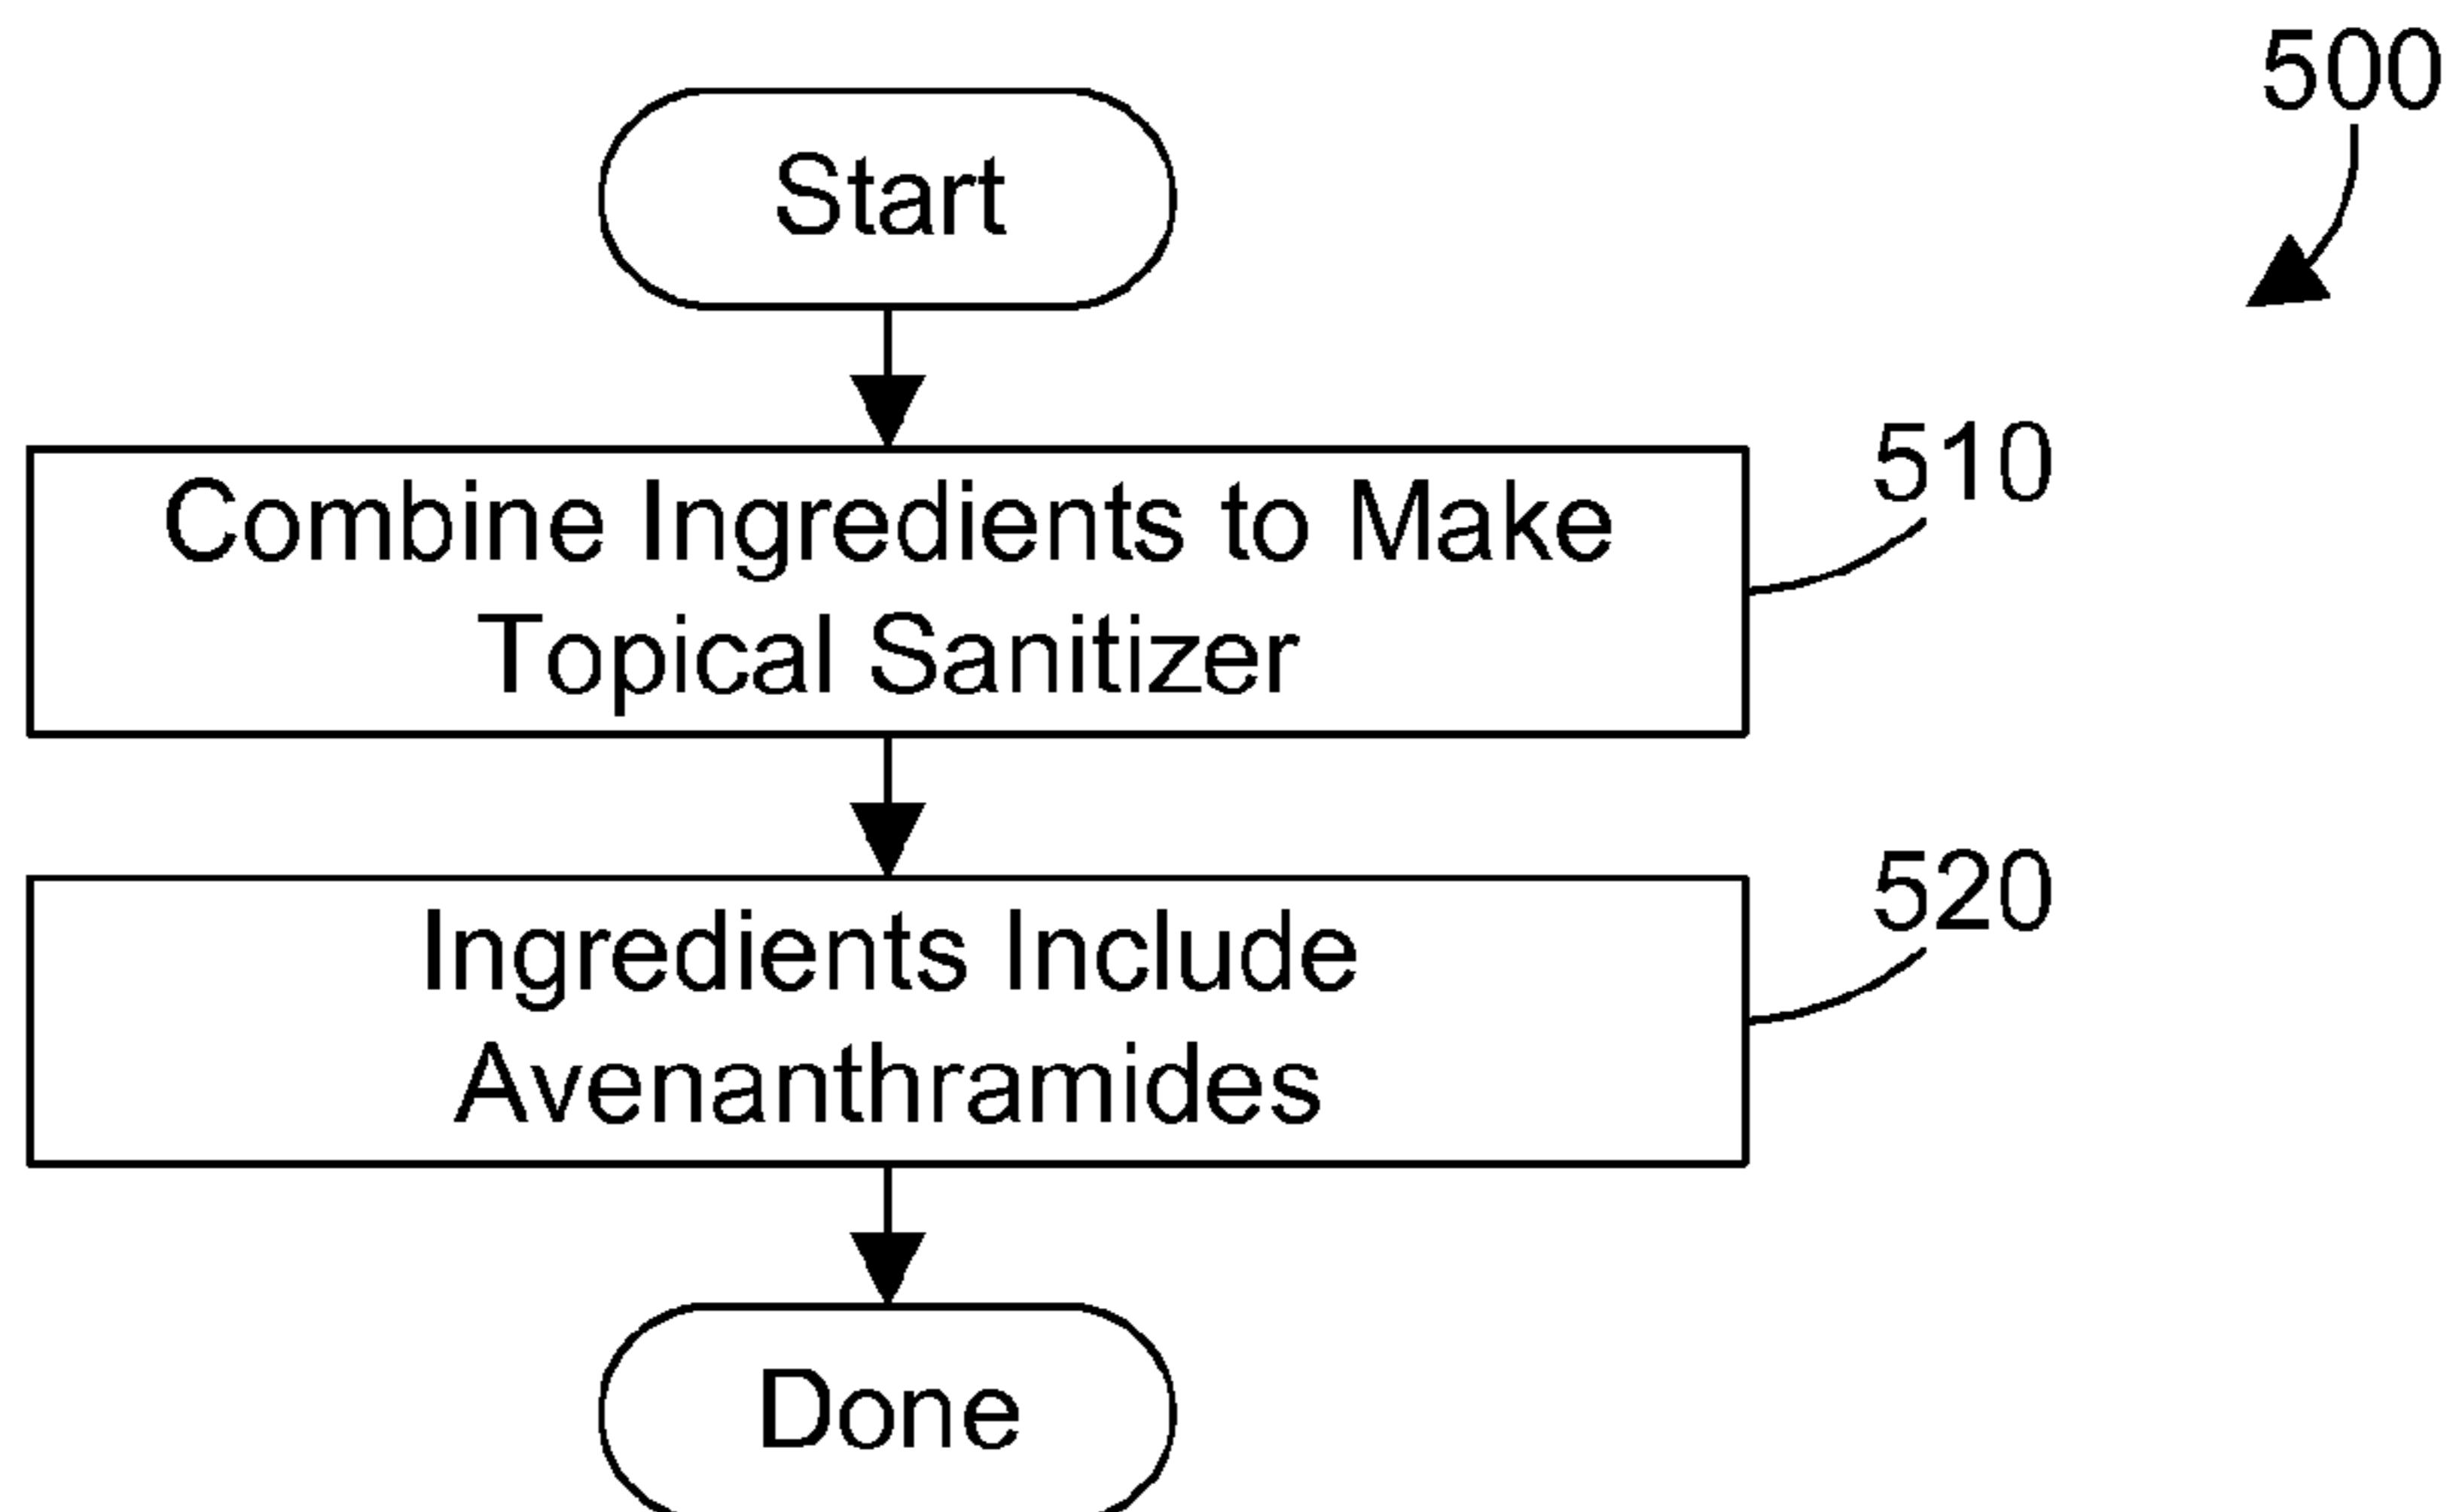 500
Start
510
Combine Ingredients to Make
Topical Sanitizer
520
Ingredients Include
Avenanthramides
Done